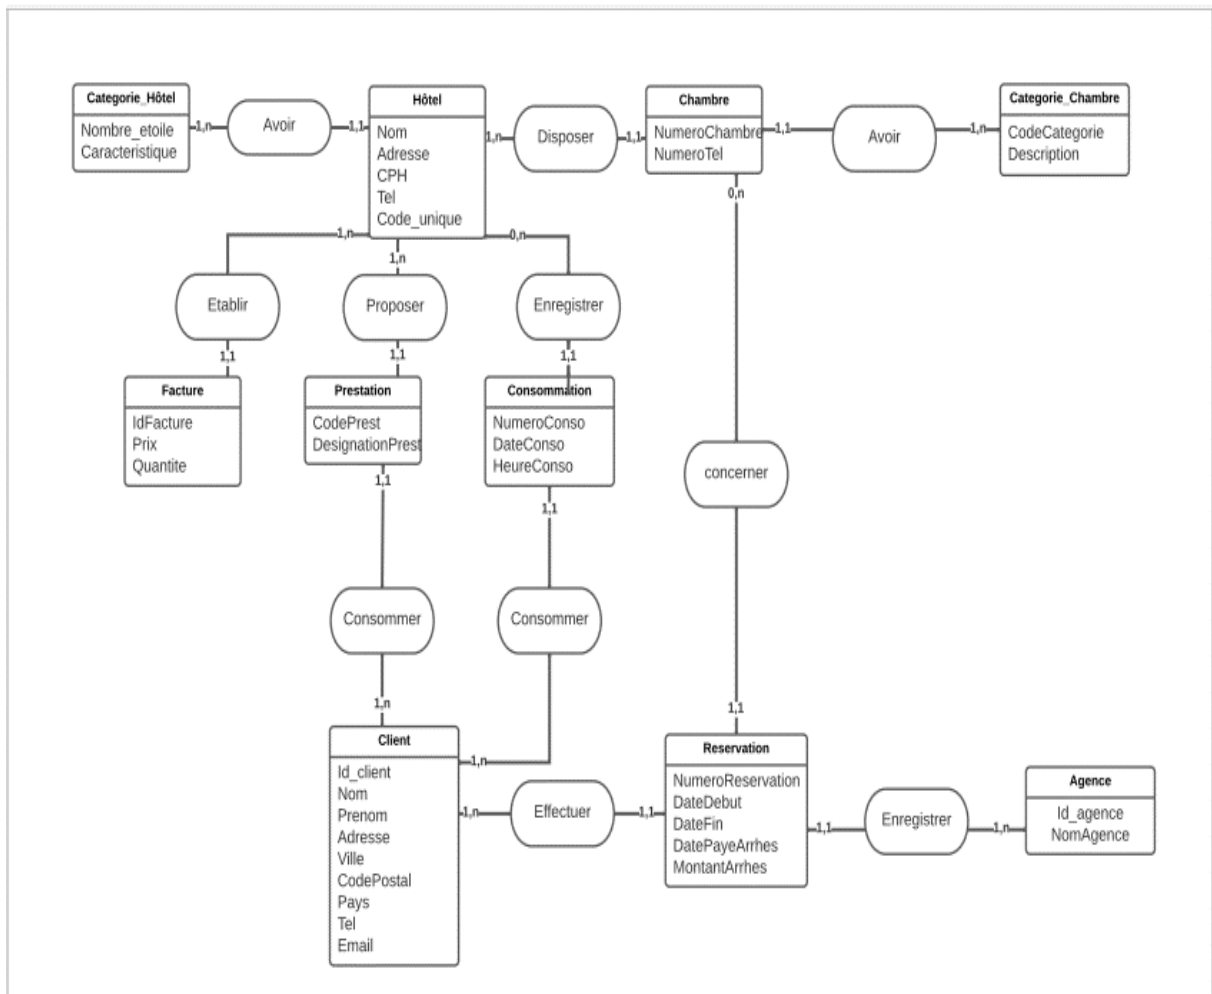 Categorie_Hôtel
Nombre_etoile
Caracteristique
1,n
Avoir
1,1
Hôtel
Nom
Adresse
CPH
Tel
Code_unique
1,n
Disposer
1,1
Chambre
NumeroChambre
NumeroTel
1,1
Avoir
1,n
Categorie_Chambre
CodeCategorie
Description
1,n
1,n
0,n
0,n
Etablir
Proposer
Enregistrer
1,1
1,1
1,1
Facture
IdFacture
Prix
Quantite
Prestation
CodePrest
DesignationPrest
Consommation
NumeroConso
DateConso
HeureConso
concerner
1,1
1,1
Consommer
Consommer
1,n
1,n
1,1
Client
Id_client
Nom
Prenom
Adresse
Ville
CodePostal
Pays
Tel
Email
1,n
Effectuer
1,1
Reservation
NumeroReservation
DateDebut
DateFin
DatePayeArrhes
MontantArrhes
1,1
Enregistrer
1,n
Agence
Id_agence
NomAgence